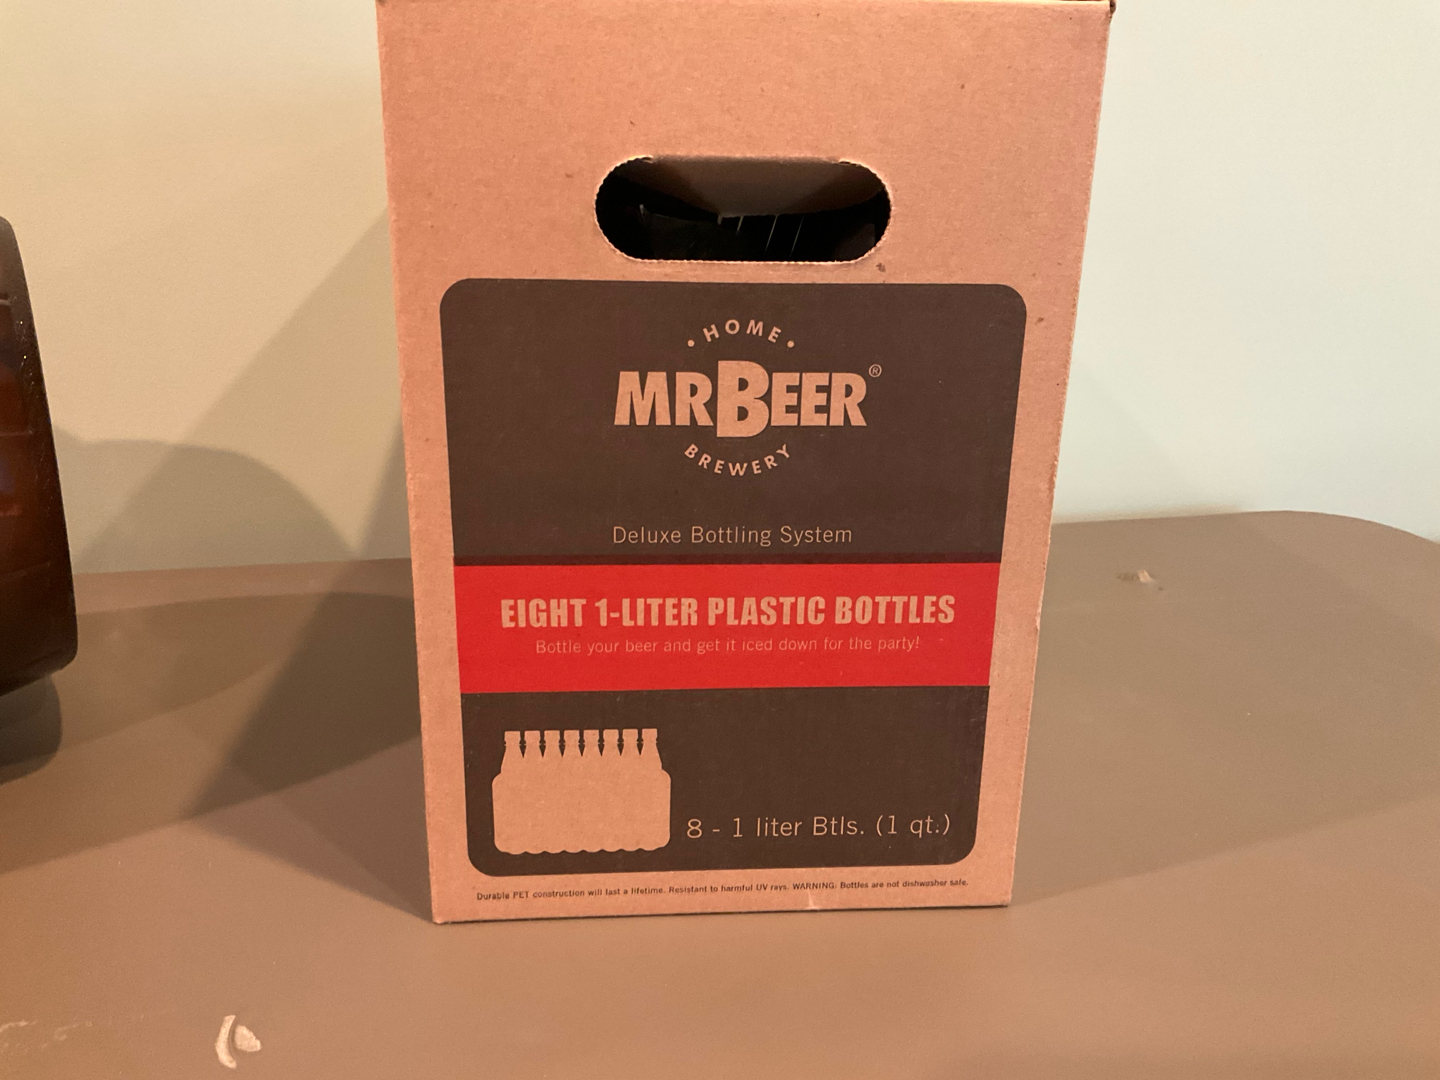 • HOME •
MRBEER®
BREWERY
Deluxe Bottling System
EIGHT 1-LITER PLASTIC BOTTLES
Bottle your beer and get it iced down for the party!
8 - 1 liter Btls. (1 qt.)
Durable PET construction will last a lifetime. Resistant to harmful UV rays. WARNING: Bottles are not dishwasher safe.